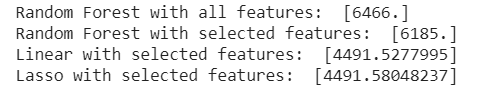 Random Forest with all features:  [6466.]
Random Forest with selected features:  [6185.]
Linear with selected features:  [4491.5277995]
Lasso with selected features:  [4491.58048237]